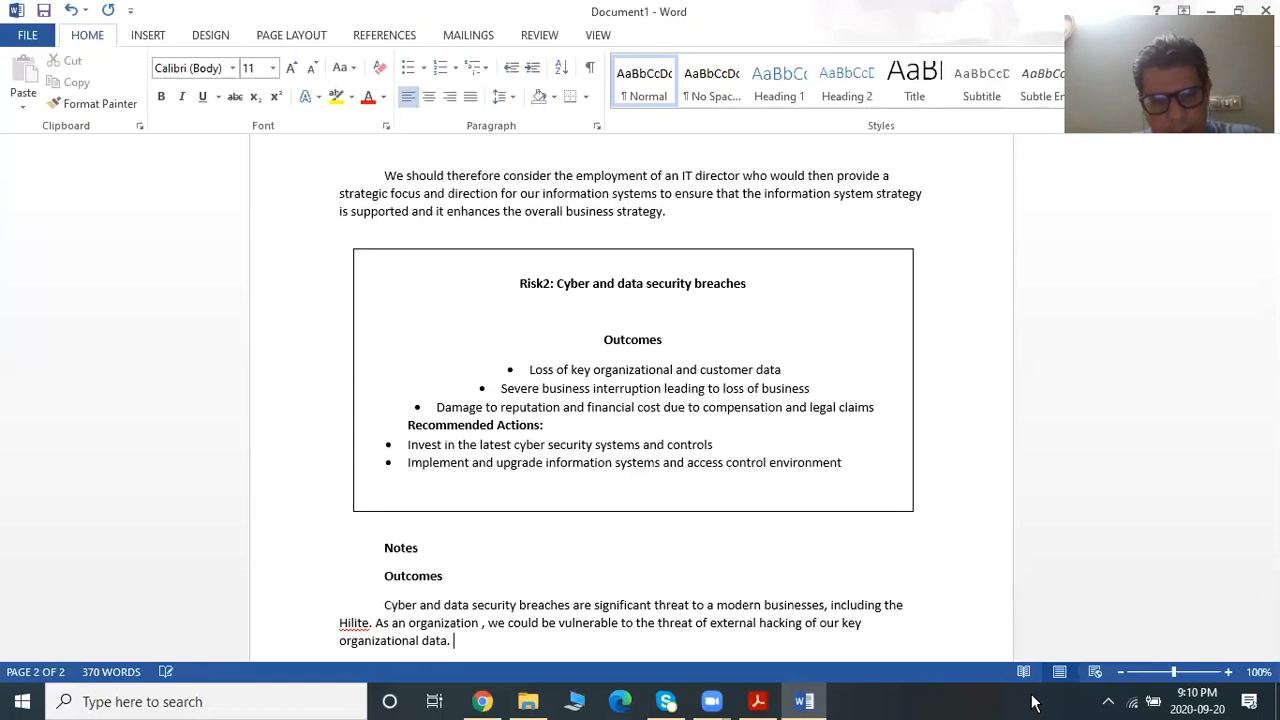 Document1 - Word
?
FILE HOME INSERT DESIGN PAGE LAYOUT REFERENCES MAILINGS REVIEW VIEW
Paste Cut
Copy
Format Painter
Calibri (Body) 11 Aa
B I U abc x₂ x² A ab A
AaBbCcDc AaBbCcDc AaBbCc AaBbCcD AaBl AaBbCcD AaBbCcDc
¶ Normal ¶ No Spac... Heading 1 Heading 2 Title Subtitle Subtle Em
Clipboard Font Paragraph Styles
We should therefore consider the employment of an IT director who would then provide a
strategic focus and direction for our information systems to ensure that the information system strategy
is supported and it enhances the overall business strategy.
Risk2: Cyber and data security breaches
Outcomes
• Loss of key organizational and customer data
• Severe business interruption leading to loss of business
• Damage to reputation and financial cost due to compensation and legal claims
Recommended Actions:
• Invest in the latest cyber security systems and controls
• Implement and upgrade information systems and access control environment
Notes
Outcomes
Cyber and data security breaches are significant threat to a modern businesses, including the
Hilite. As an organization , we could be vulnerable to the threat of external hacking of our key
organizational data.
PAGE 2 OF 2 370 WORDS 100%
Type here to search
9:10 PM
2020-09-20